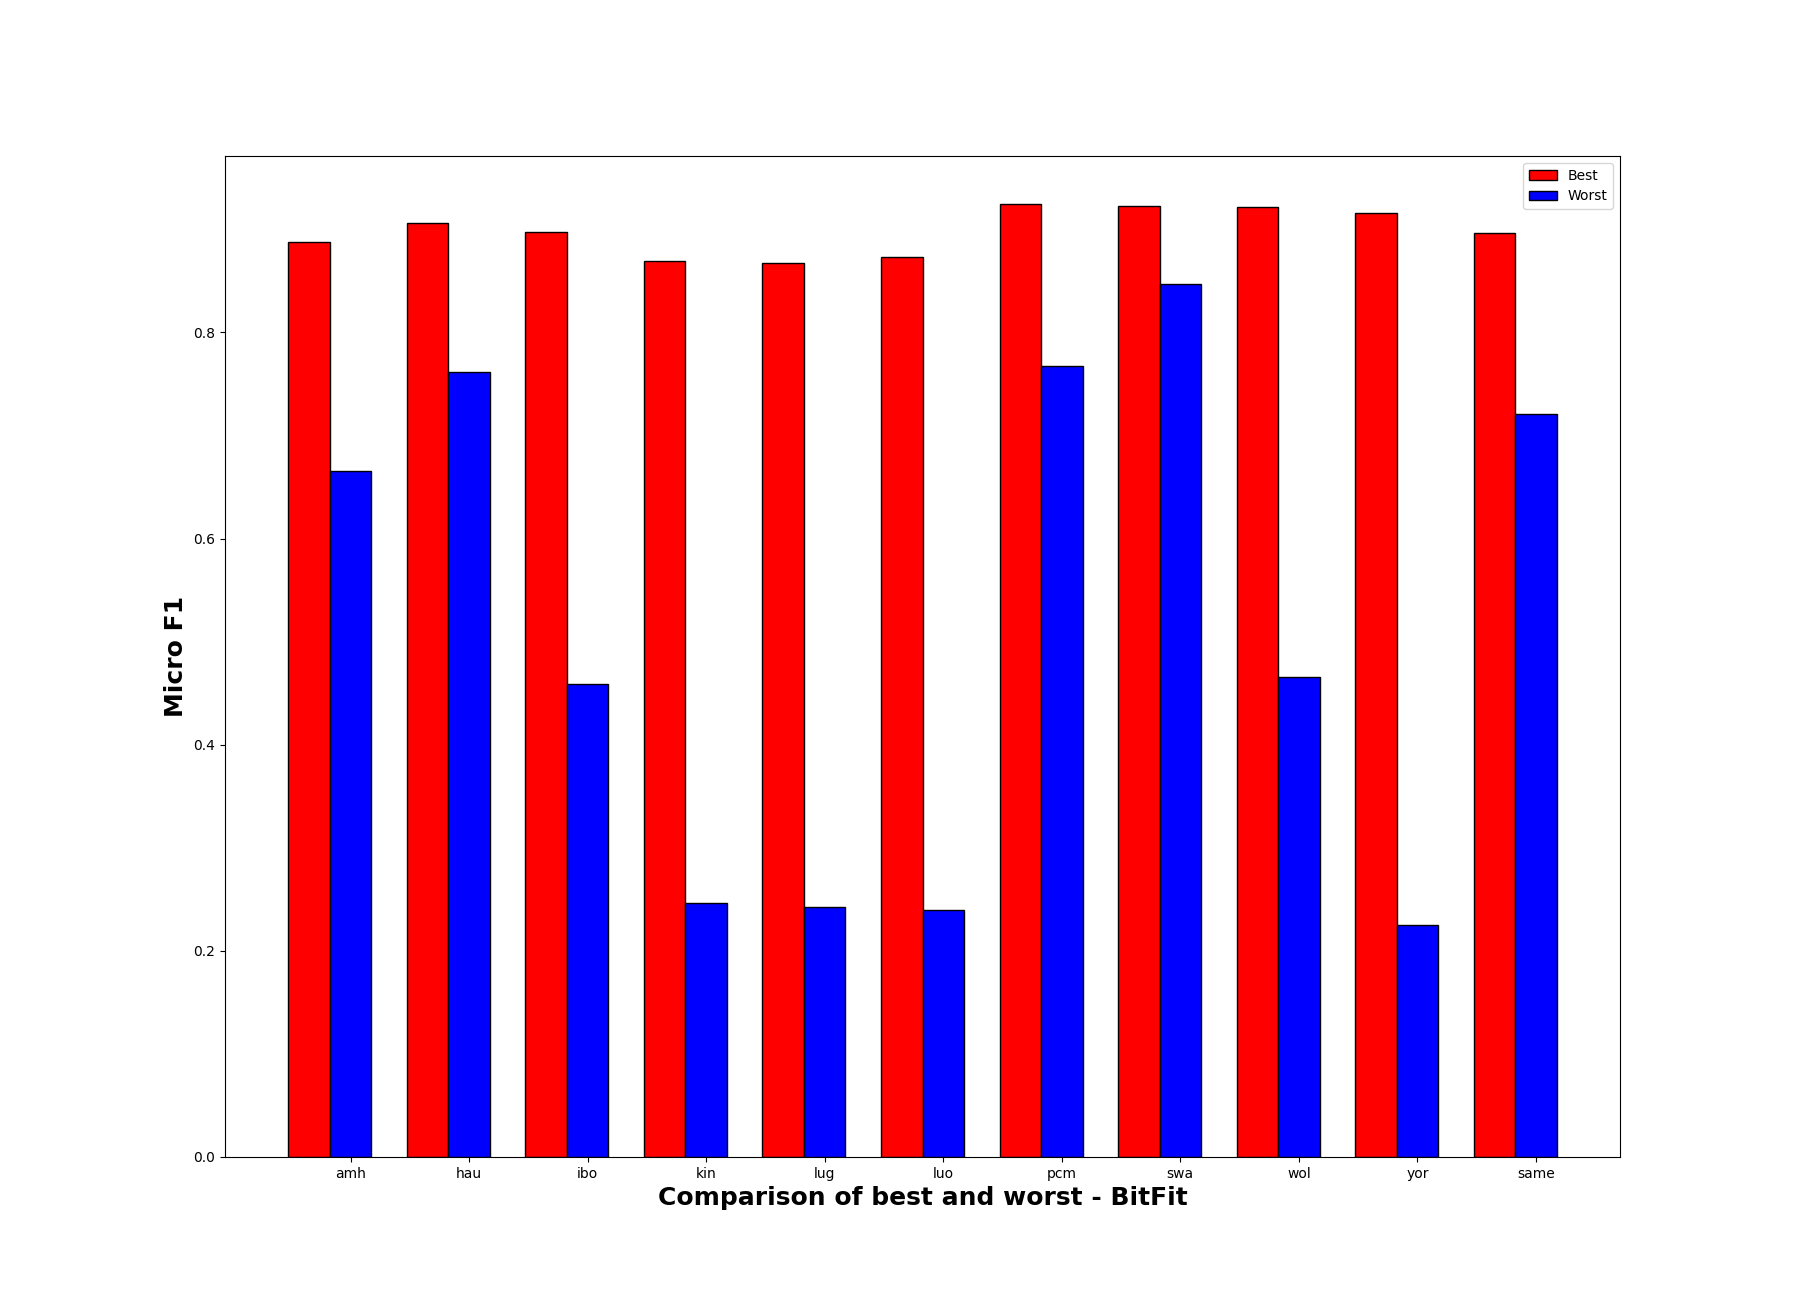 Best
Worst
0.8
0.6
0.4
0.2
0.0
Micro F1
amh hau ibo kin lug luo pcm swa wol yor same
Comparison of best and worst - BitFit